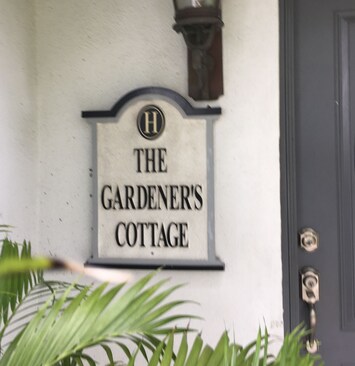 H
THE
GARDENER'S
COTTAGE